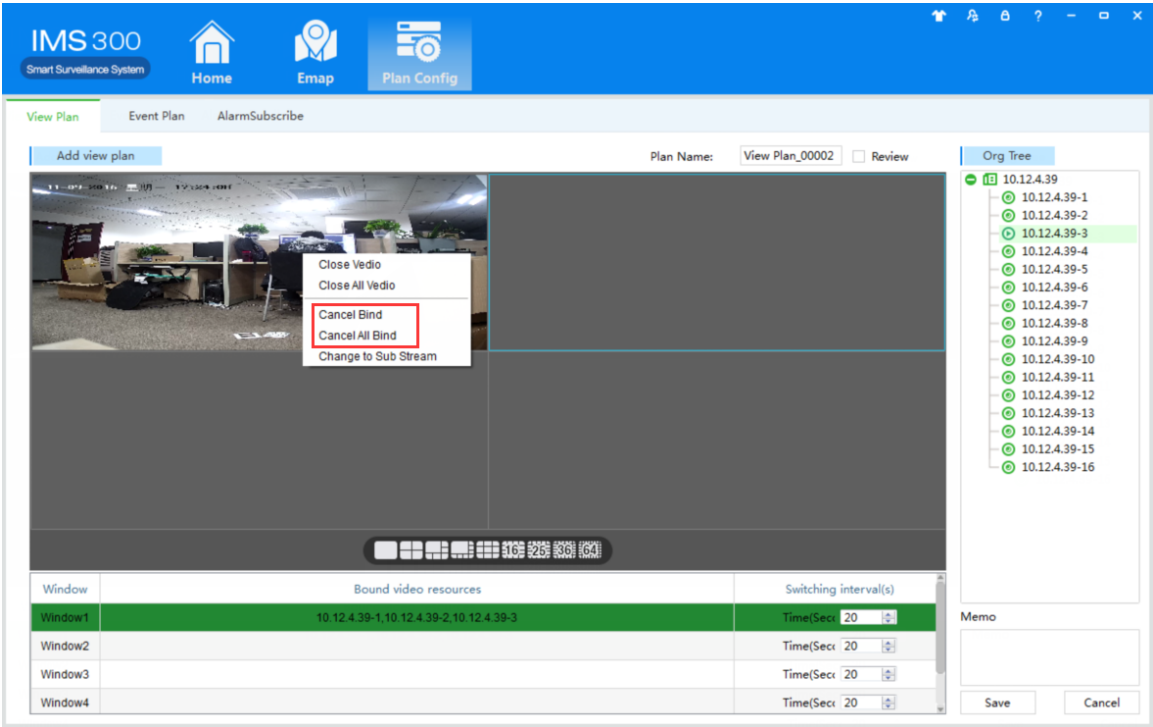 IMS 300
Smart Surveillance System
Home
Emap
Plan Config
?
View Plan
Event Plan
AlarmSubscribe
Add view plan
Plan Name:
View Plan_00002
Review
Org Tree
10.12.4.39
10.12.4.39-1
10.12.4.39-2
10.12.4.39-3
10.12.4.39-4
10.12.4.39-5
10.12.4.39-6
10.12.4.39-7
10.12.4.39-8
10.12.4.39-9
10.12.4.39-10
10.12.4.39-11
10.12.4.39-12
10.12.4.39-13
10.12.4.39-14
10.12.4.39-15
10.12.4.39-16
Close Vedio
Close All Vedio
Cancel Bind
Cancel All Bind
Change to Sub Stream
16 25 36 64
Window Bound video resources Switching interval(s)
Window1 10.12.4.39-1,10.12.4.39-2,10.12.4.39-3 Time(Sec 20
Window2 Time(Sec 20
Window3 Time(Sec 20
Window4 Time(Sec 20
Memo
Save
Cancel